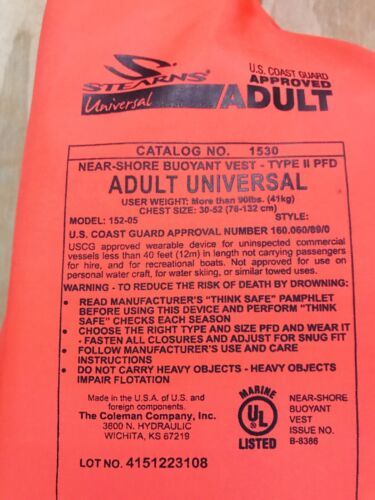 STEARNS
Universal
U.S. COAST GUARD
APPROVED
ADULT
CATALOG NO. 1530
NEAR-SHORE BUOYANT VEST - TYPE II PFD
ADULT UNIVERSAL
USER WEIGHT: More than 90lbs. (41kg)
CHEST SIZE: 30-52 (76-132 cm)
MODEL: 152-05 STYLE:
U.S. COAST GUARD APPROVAL NUMBER 160.060/89/0
USCG approved wearable device for uninspected commercial
vessels less than 40 feet (12m) in length not carrying passengers
for hire, and for recreational boats. Not approved for use on
personal water craft, for water skiing, or similar towed uses.
WARNING - TO REDUCE THE RISK OF DEATH BY DROWNING:
• READ MANUFACTURER'S "THINK SAFE" PAMPHLET
BEFORE USING THIS DEVICE AND PERFORM "THINK
SAFE" CHECKS EACH SEASON
• CHOOSE THE RIGHT TYPE AND SIZE PFD AND WEAR IT
- FASTEN ALL CLOSURES AND ADJUST FOR SNUG FIT
• FOLLOW MANUFACTURER'S USE AND CARE
INSTRUCTIONS
• DO NOT CARRY HEAVY OBJECTS - HEAVY OBJECTS
IMPAIR FLOTATION
Made in the U.S.A. of U.S. and
foreign components.
The Coleman Company, Inc.
3600 N. HYDRAULIC
WICHITA, KS 67219
MARINE
UL
LISTED
NEAR-SHORE
BUOYANT
VEST
ISSUE NO.
B-8386
LOT NO. 4151223108